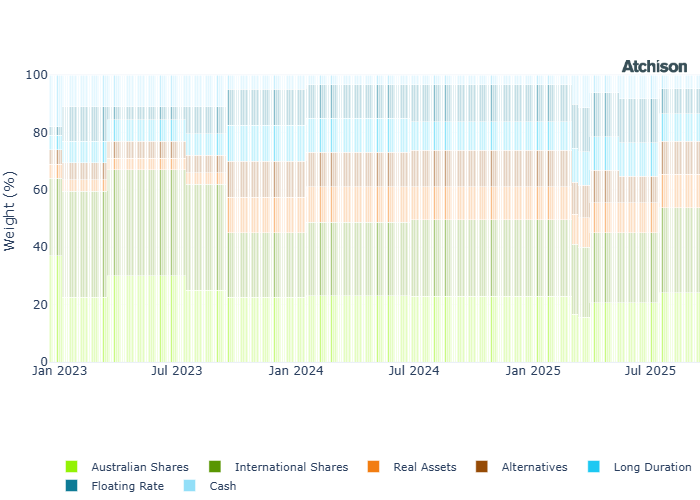 Atchison
100
80
60
40
20
0
Weight (%)
Jan 2023
Jul 2023
Jan 2024
Jul 2024
Jan 2025
Jul 2025
Australian Shares
International Shares
Real Assets
Alternatives
Long Duration
Floating Rate
Cash